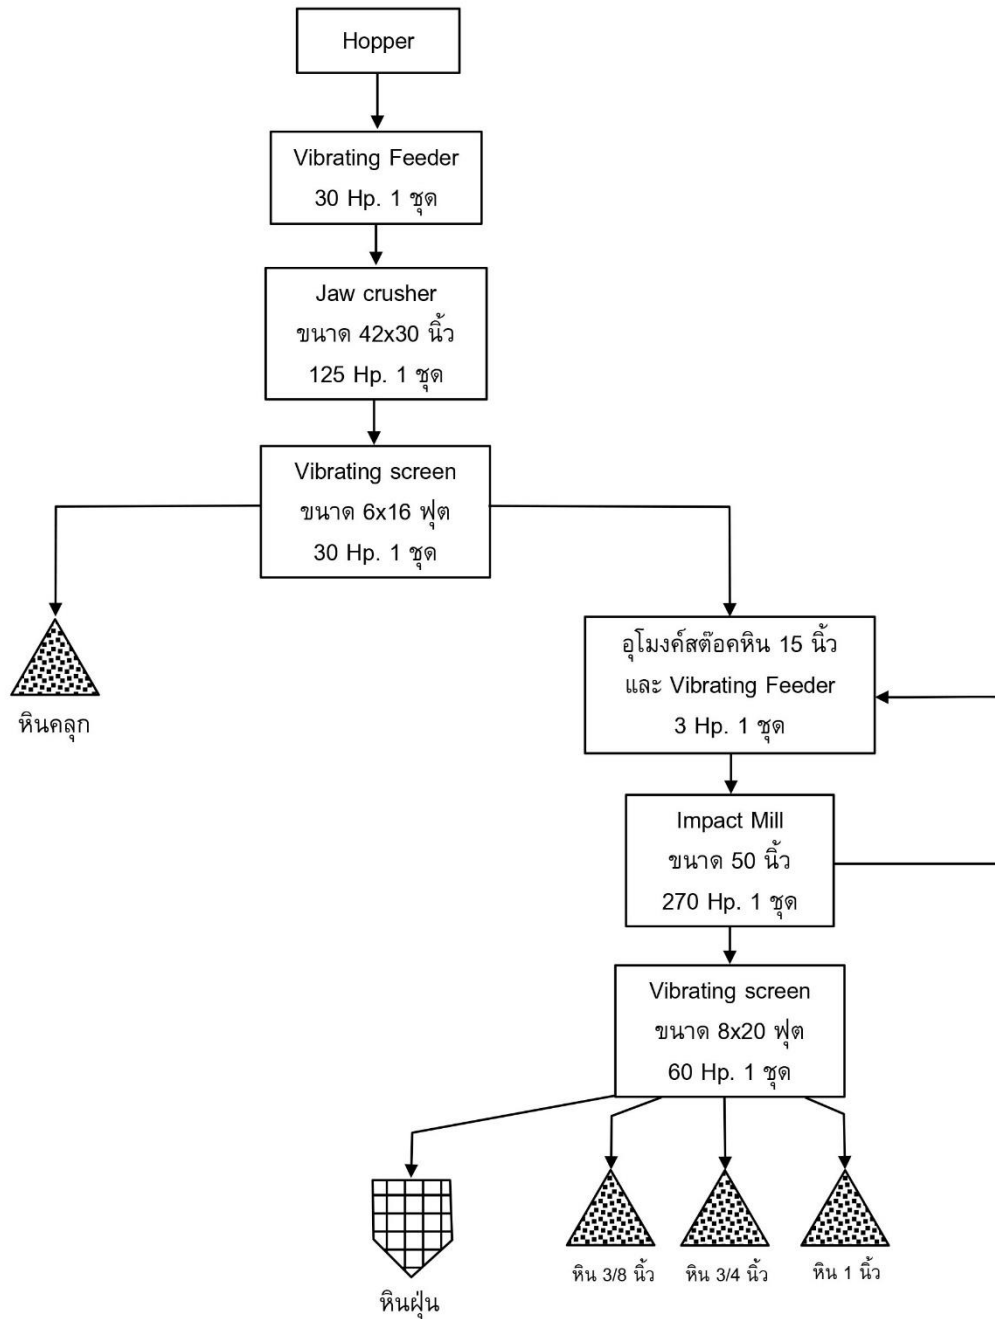 Hopper
Vibrating Feeder
30 Hp. 1 ชุด
Jaw crusher
ขนาด 42x30 นิ้ว
125 Hp. 1 ชุด
Vibrating screen
ขนาด 6x16 ฟุต
30 Hp. 1 ชุด
หินคลุก
อุโมงค์สต๊อคหิน 15 นิ้ว
และ Vibrating Feeder
3 Hp. 1 ชุด
Impact Mill
ขนาด 50 นิ้ว
270 Hp. 1 ชุด
Vibrating screen
ขนาด 8x20 ฟุต
60 Hp. 1 ชุด
หินฝุ่น
หิน 3/8 นิ้ว
หิน 3/4 นิ้ว
หิน 1 นิ้ว